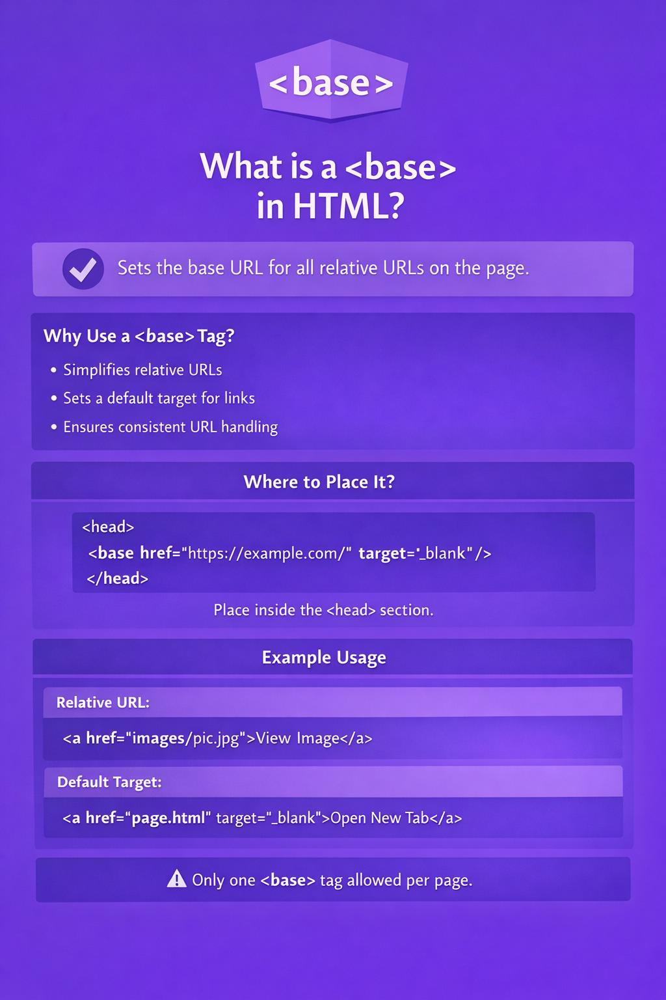 <base>
What is a <base>
in HTML?
Sets the base URL for all relative URLs on the page.
Why Use a <base> Tag?
• Simplifies relative URLs
• Sets a default target for links
• Ensures consistent URL handling
Where to Place It?
<head>
<base href="https://example.com/" target='_blank"/>
</head>
Place inside the <head> section.
Example Usage
Relative URL:
<a href="images/pic.jpg">View Image</a>
Default Target:
<a href="page.html" target="_blank">Open New Tab</a>
Only one <base> tag allowed per page.